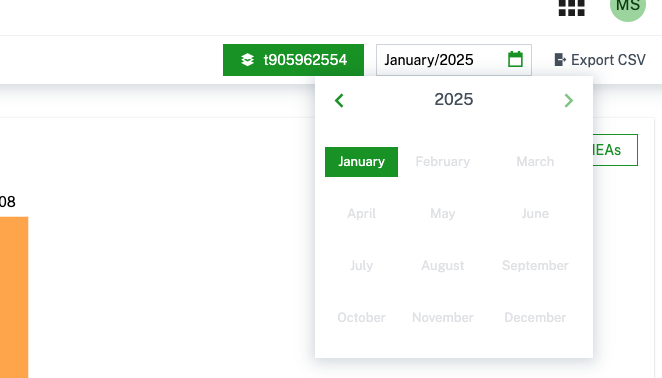 MS
t905962554
January/2025
Export CSV
2025
January February March
April May June
July August September
October November December
IEAs
08